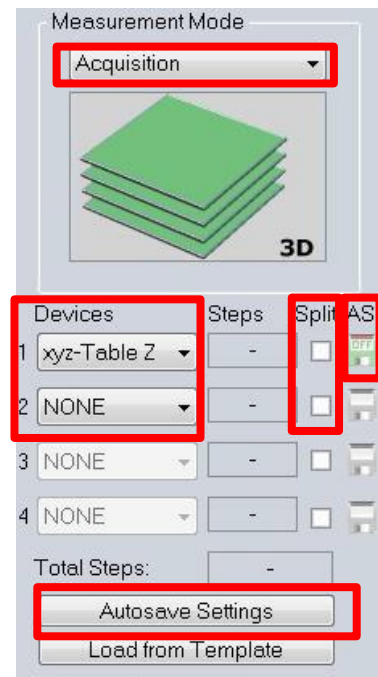 Measurement Mode
Acquisition
3D
Devices Steps Split AS
1 xyz-Table Z - OFF
2 NONE -
3 NONE -
4 NONE -
Total Steps: -
Autosave Settings
Load from Template